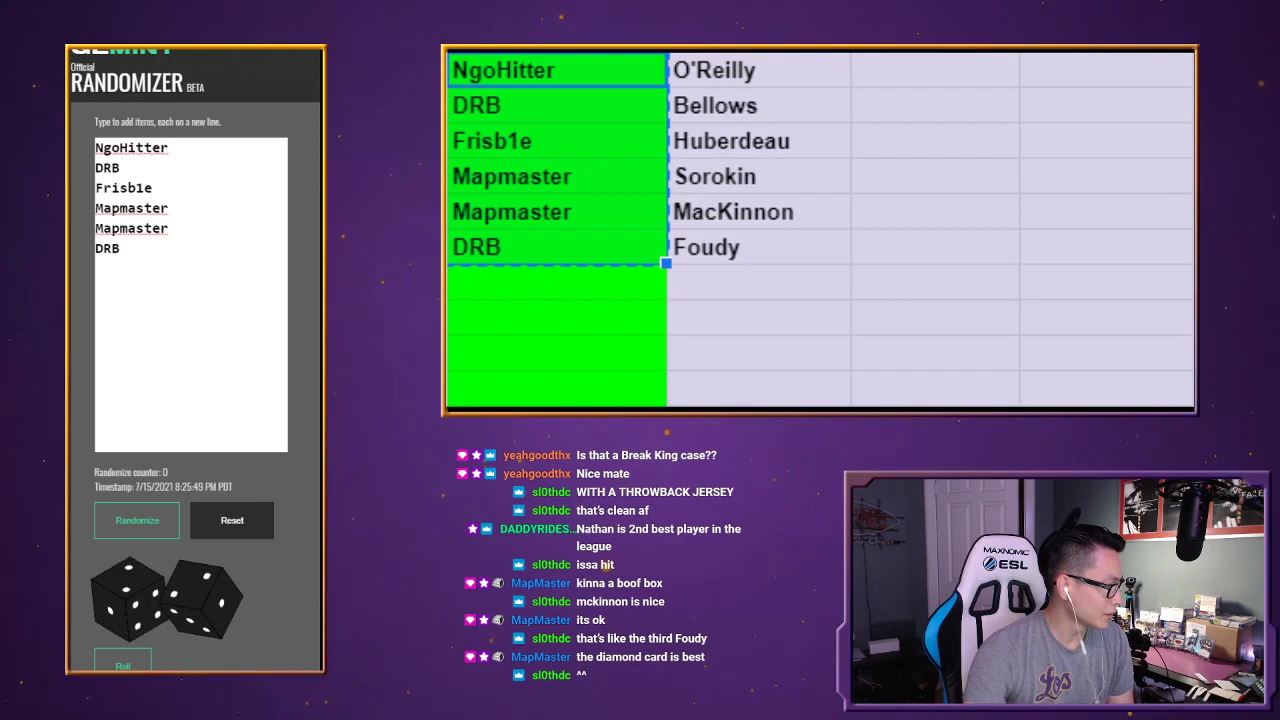 GEMINT
Official
RANDOMIZER BETA
Type to add items, each on a new line.
NgoHitter
DRB
Frisb1e
Mapmaster
Mapmaster
DRB
Randomize counter: 0
Timestamp: 7/15/2021 8:25:49 PM PDT
Randomize
Reset
Roll
NgoHitter O'Reilly
DRB Bellows
Frisb1e Huberdeau
Mapmaster Sorokin
Mapmaster MacKinnon
DRB Foudy
yeahgoodthx Is that a Break King case??
yeahgoodthx Nice mate
sl0thdc WITH A THROWBACK JERSEY
sl0thdc that's clean af
DADDYRIDES... Nathan is 2nd best player in the
league
sl0thdc issa hit
MapMaster kinna a boof box
sl0thdc mckinnon is nice
MapMaster its ok
sl0thdc that's like the third Foudy
MapMaster the diamond card is best
sl0thdc ^^
MAXNOMIC
ESL
Los